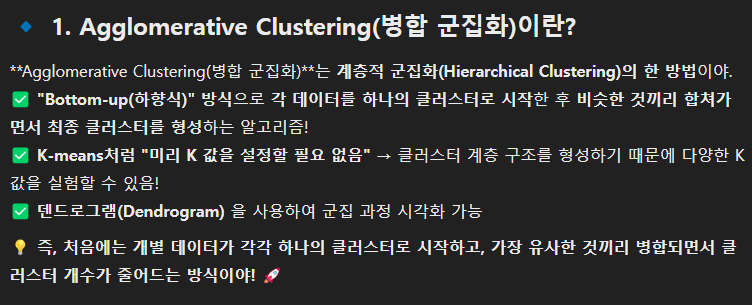 🔹 1. Agglomerative Clustering(병합 군집화)이란?
**Agglomerative Clustering(병합 군집화)**는 계층적 군집화(Hierarchical Clustering)의 한 방법이야.
✅ "Bottom-up(하향식)" 방식으로 각 데이터를 하나의 클러스터로 시작한 후 비슷한 것끼리 합쳐가
면서 최종 클러스터를 형성하는 알고리즘!
✅ K-means처럼 "미리 K 값을 설정할 필요 없음" → 클러스터 계층 구조를 형성하기 때문에 다양한 K
값을 실험할 수 있음!
✅ 덴드로그램(Dendrogram) 을 사용하여 군집 과정 시각화 가능
💡 즉, 처음에는 개별 데이터가 각각 하나의 클러스터로 시작하고, 가장 유사한 것끼리 병합되면서 클
러스터 개수가 줄어드는 방식이야! 🚀